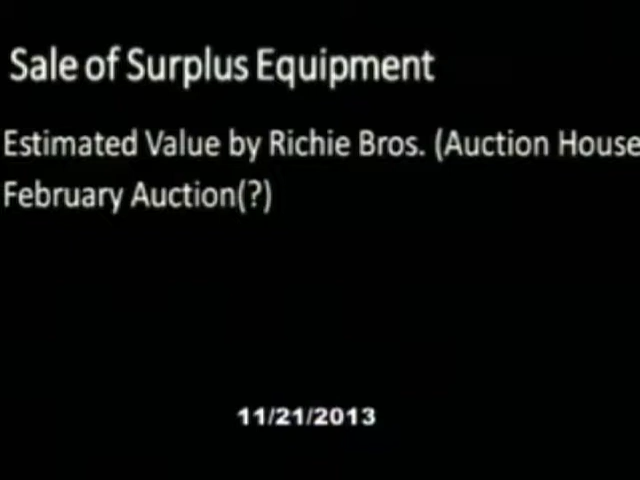 Sale of Surplus Equipment
Estimated Value by Richie Bros. (Auction House
February Auction(?)
11/21/2013